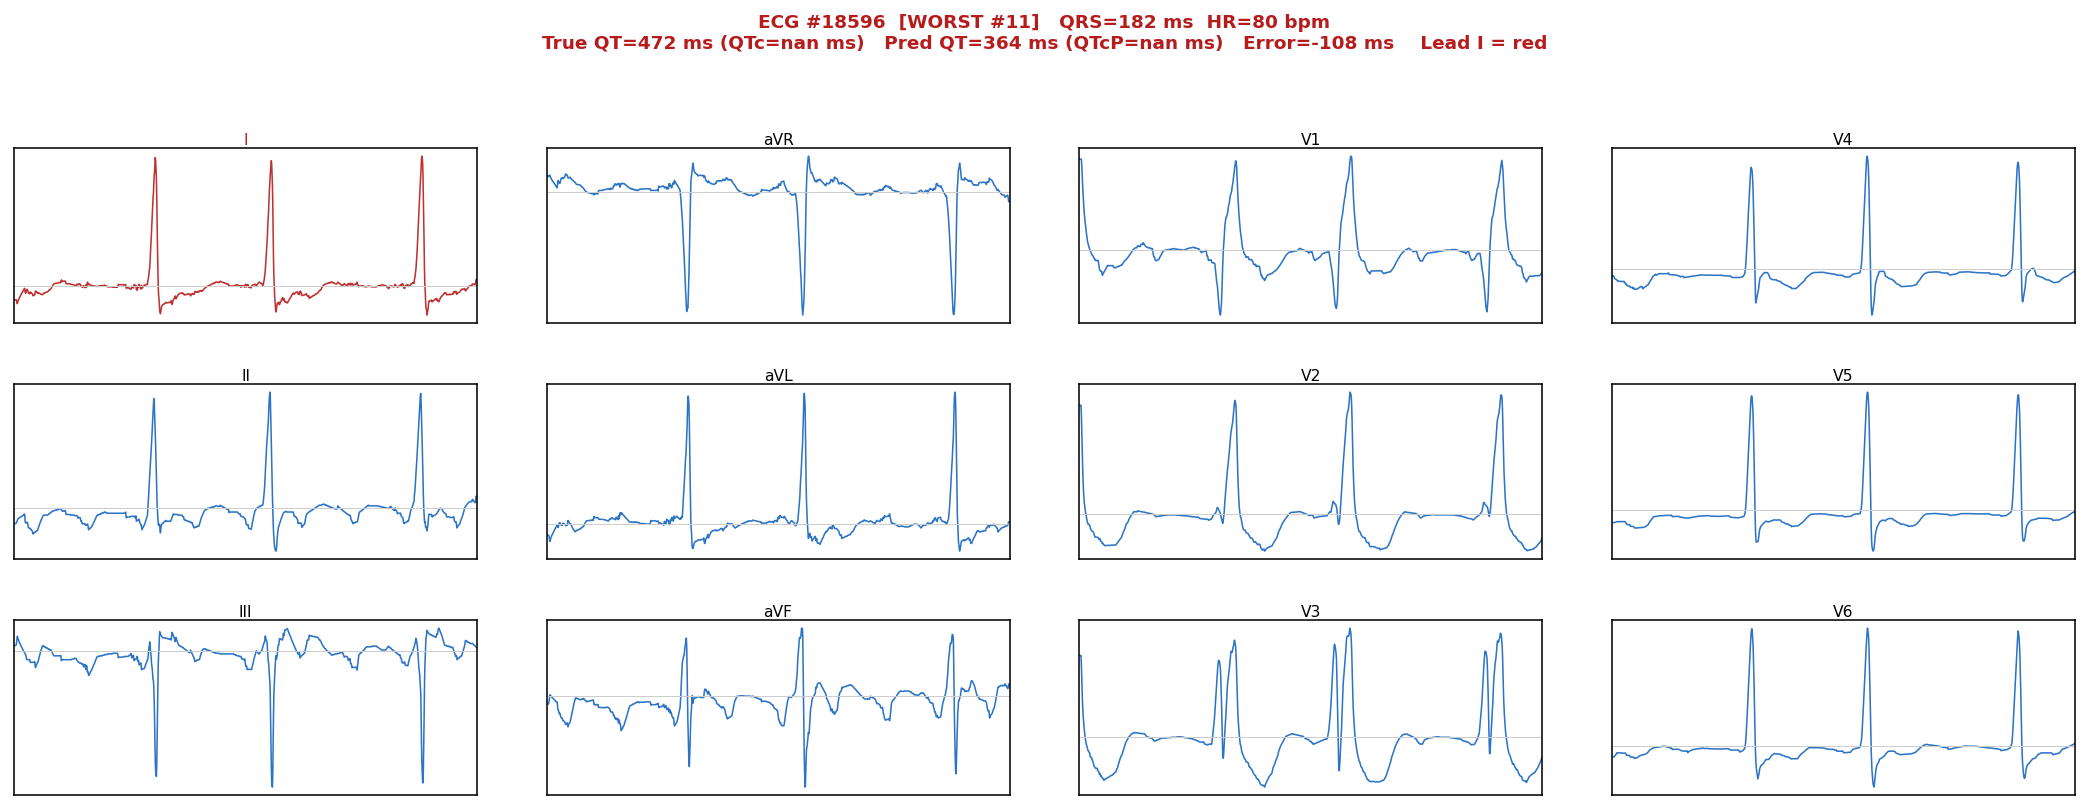 ECG #18596  [WORST #11]   QRS=182 ms  HR=80 bpm
True QT=472 ms (QTc=nan ms)   Pred QT=364 ms (QTcP=nan ms)   Error=-108 ms    Lead I = red
I
aVR
V1
V4
II
aVL
V2
V5
III
aVF
V3
V6